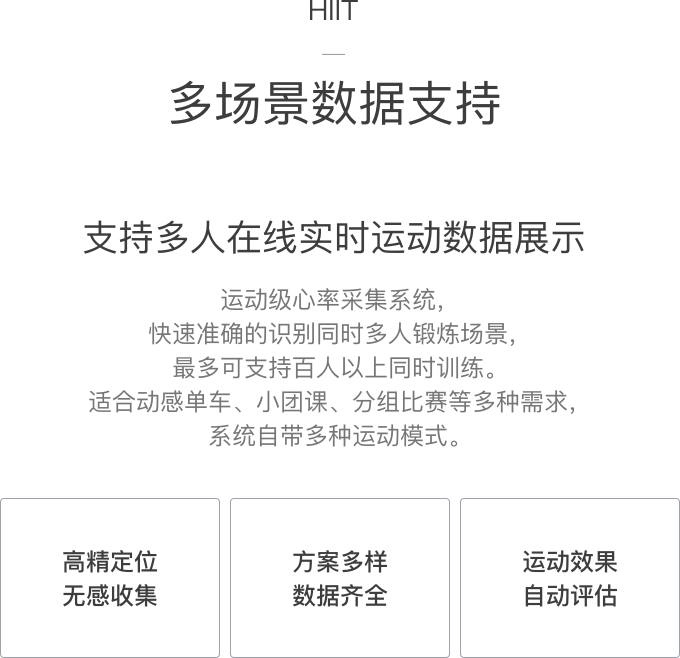 HIIT
多场景数据支持
支持多人在线实时运动数据展示
运动级心率采集系统，
快速准确的识别同时多人锻炼场景，
最多可支持百人以上同时训练。
适合动感单车、小团课、分组比赛等多种需求，
系统自带多种运动模式。
高精定位
无感收集
方案多样
数据齐全
运动效果
自动评估